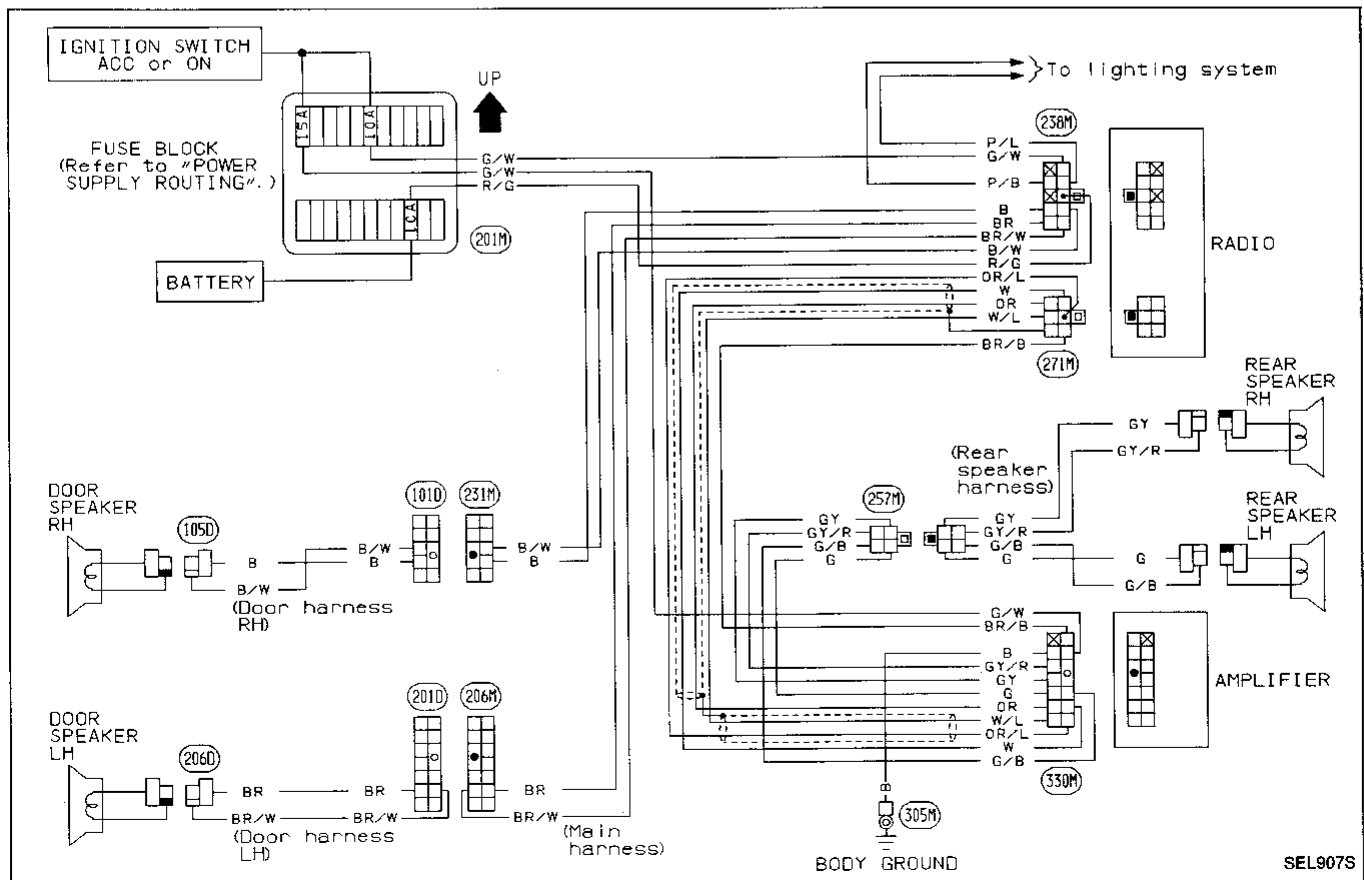 IGNITION SWITCH
ACC or ON
UP
15A
10A
FUSE BLOCK
(Refer to "POWER
SUPPLY ROUTING".)
G/W
G/W
R/G
10A
201M
BATTERY
To lighting system
238M
P/L
G/W
P/B
B
BR
BR/W
B/W
R/G
OR/L
W
OR
W/L
BR/B
271M
RADIO
REAR
SPEAKER
RH
GY
GY/R
(Rear
speaker
harness)
257M
GY
GY/R
G/B
G
GY
GY/R
G/B
G
REAR
SPEAKER
LH
G
G/B
DOOR
SPEAKER
RH
105D
B
B/W
(Door harness
RH)
101D
231M
B/W
B
B/W
B
G/W
BR/B
B
GY/R
GY
G
OR
W/L
OR/L
W
G/B
330M
AMPLIFIER
DOOR
SPEAKER
LH
206D
BR
BR/W
(Door harness
LH)
201D
206M
BR
BR/W
BR
BR/W
(Main
harness)
305M
BODY GROUND
SEL907S